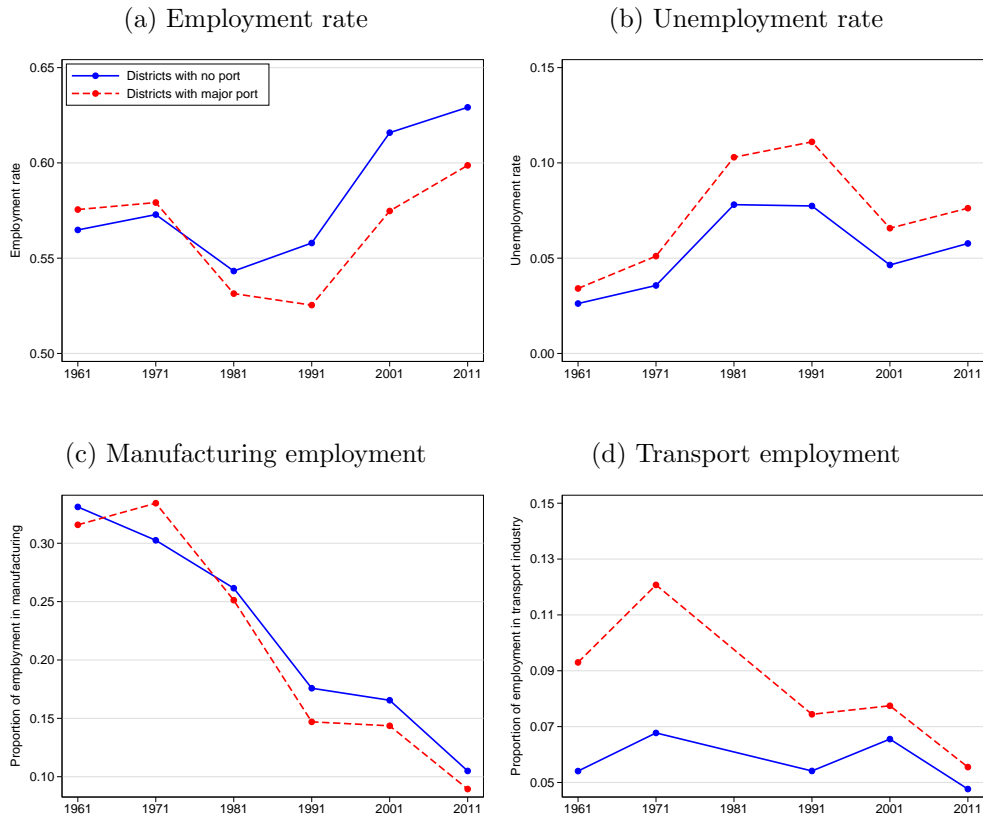 (a) Employment rate
0.65
0.60
0.55
0.50
Employment rate
Districts with no port
Districts with major port
1961 1971 1981 1991 2001 2011
(b) Unemployment rate
0.15
0.10
0.05
0.00
Unemployment rate
1961 1971 1981 1991 2001 2011
(c) Manufacturing employment
0.30
0.25
0.20
0.15
0.10
Proportion of employment in manufacturing
1961 1971 1981 1991 2001 2011
(d) Transport employment
0.15
0.13
0.11
0.09
0.07
0.05
Proportion of employment in transport industry
1961 1971 1981 1991 2001 2011